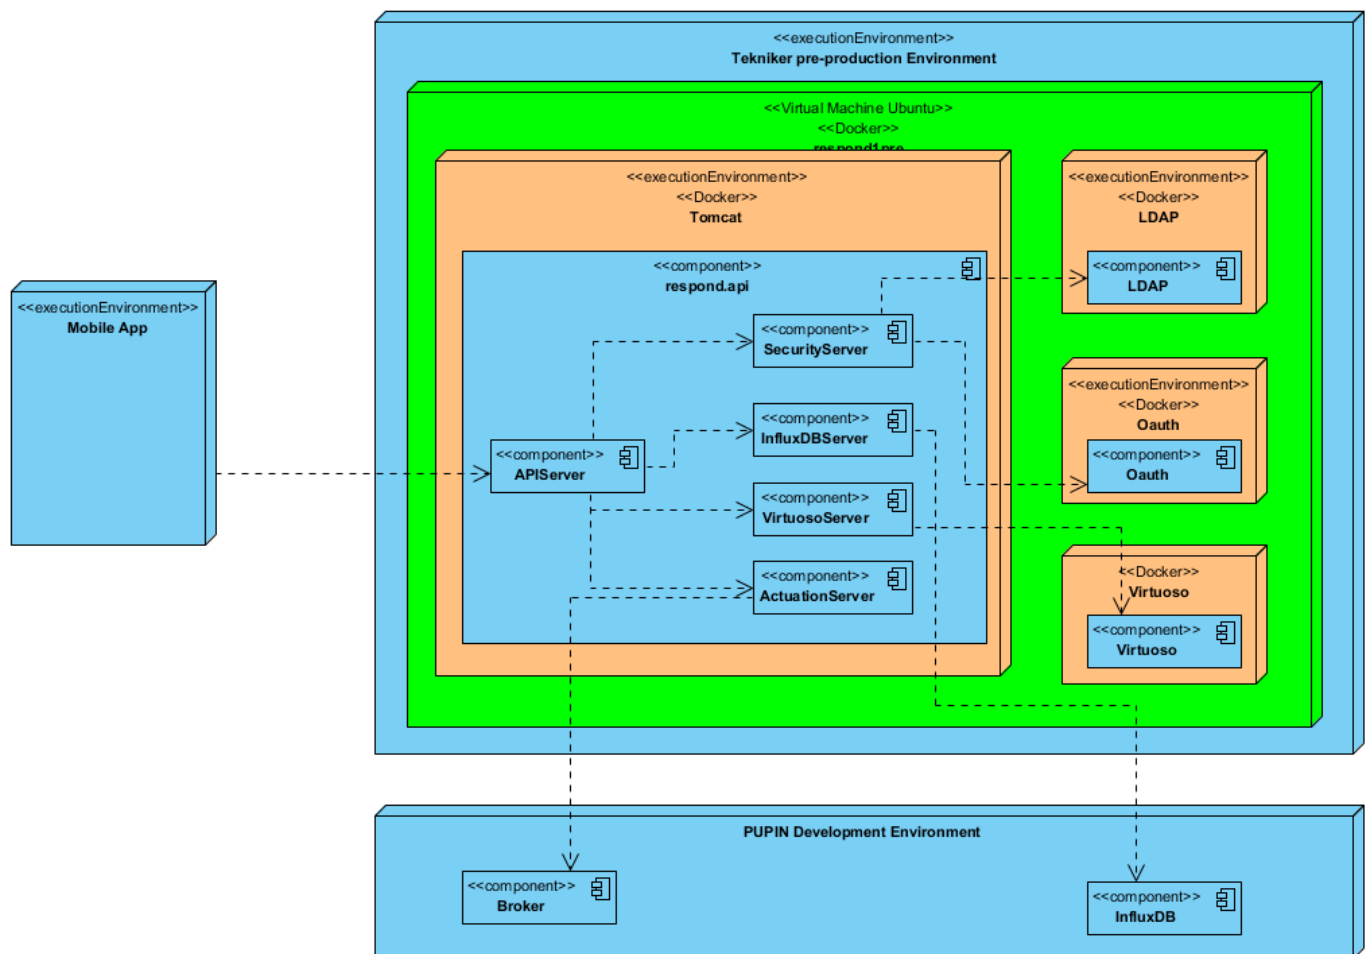 <<executionEnvironment>>
Tekniker pre-production Environment
<<Virtual Machine Ubuntu>>
<<Docker>>
respond1pre
<<executionEnvironment>>
<<Docker>>
Tomcat
<<component>>
respond.api
<<component>>
SecurityServer
<<component>>
InfluxDBServer
<<component>>
APIServer
<<component>>
VirtuosoServer
<<component>>
ActuationServer
<<executionEnvironment>>
<<Docker>>
LDAP
<<component>>
LDAP
<<executionEnvironment>>
<<Docker>>
Oauth
<<component>>
Oauth
<<Docker>>
Virtuoso
<<component>>
Virtuoso
<<executionEnvironment>>
Mobile App
PUPIN Development Environment
<<component>>
Broker
<<component>>
InfluxDB